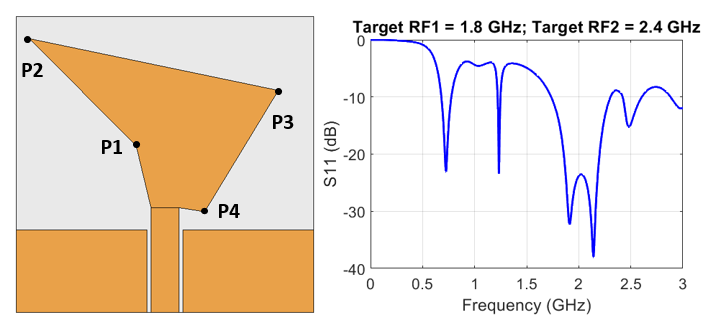 P2
P1
P3
P4
Target RF1 = 1.8 GHz; Target RF2 = 2.4 GHz
0
-10
-20
-30
-40
S11 (dB)
0 0.5 1 1.5 2 2.5 3
Frequency (GHz)